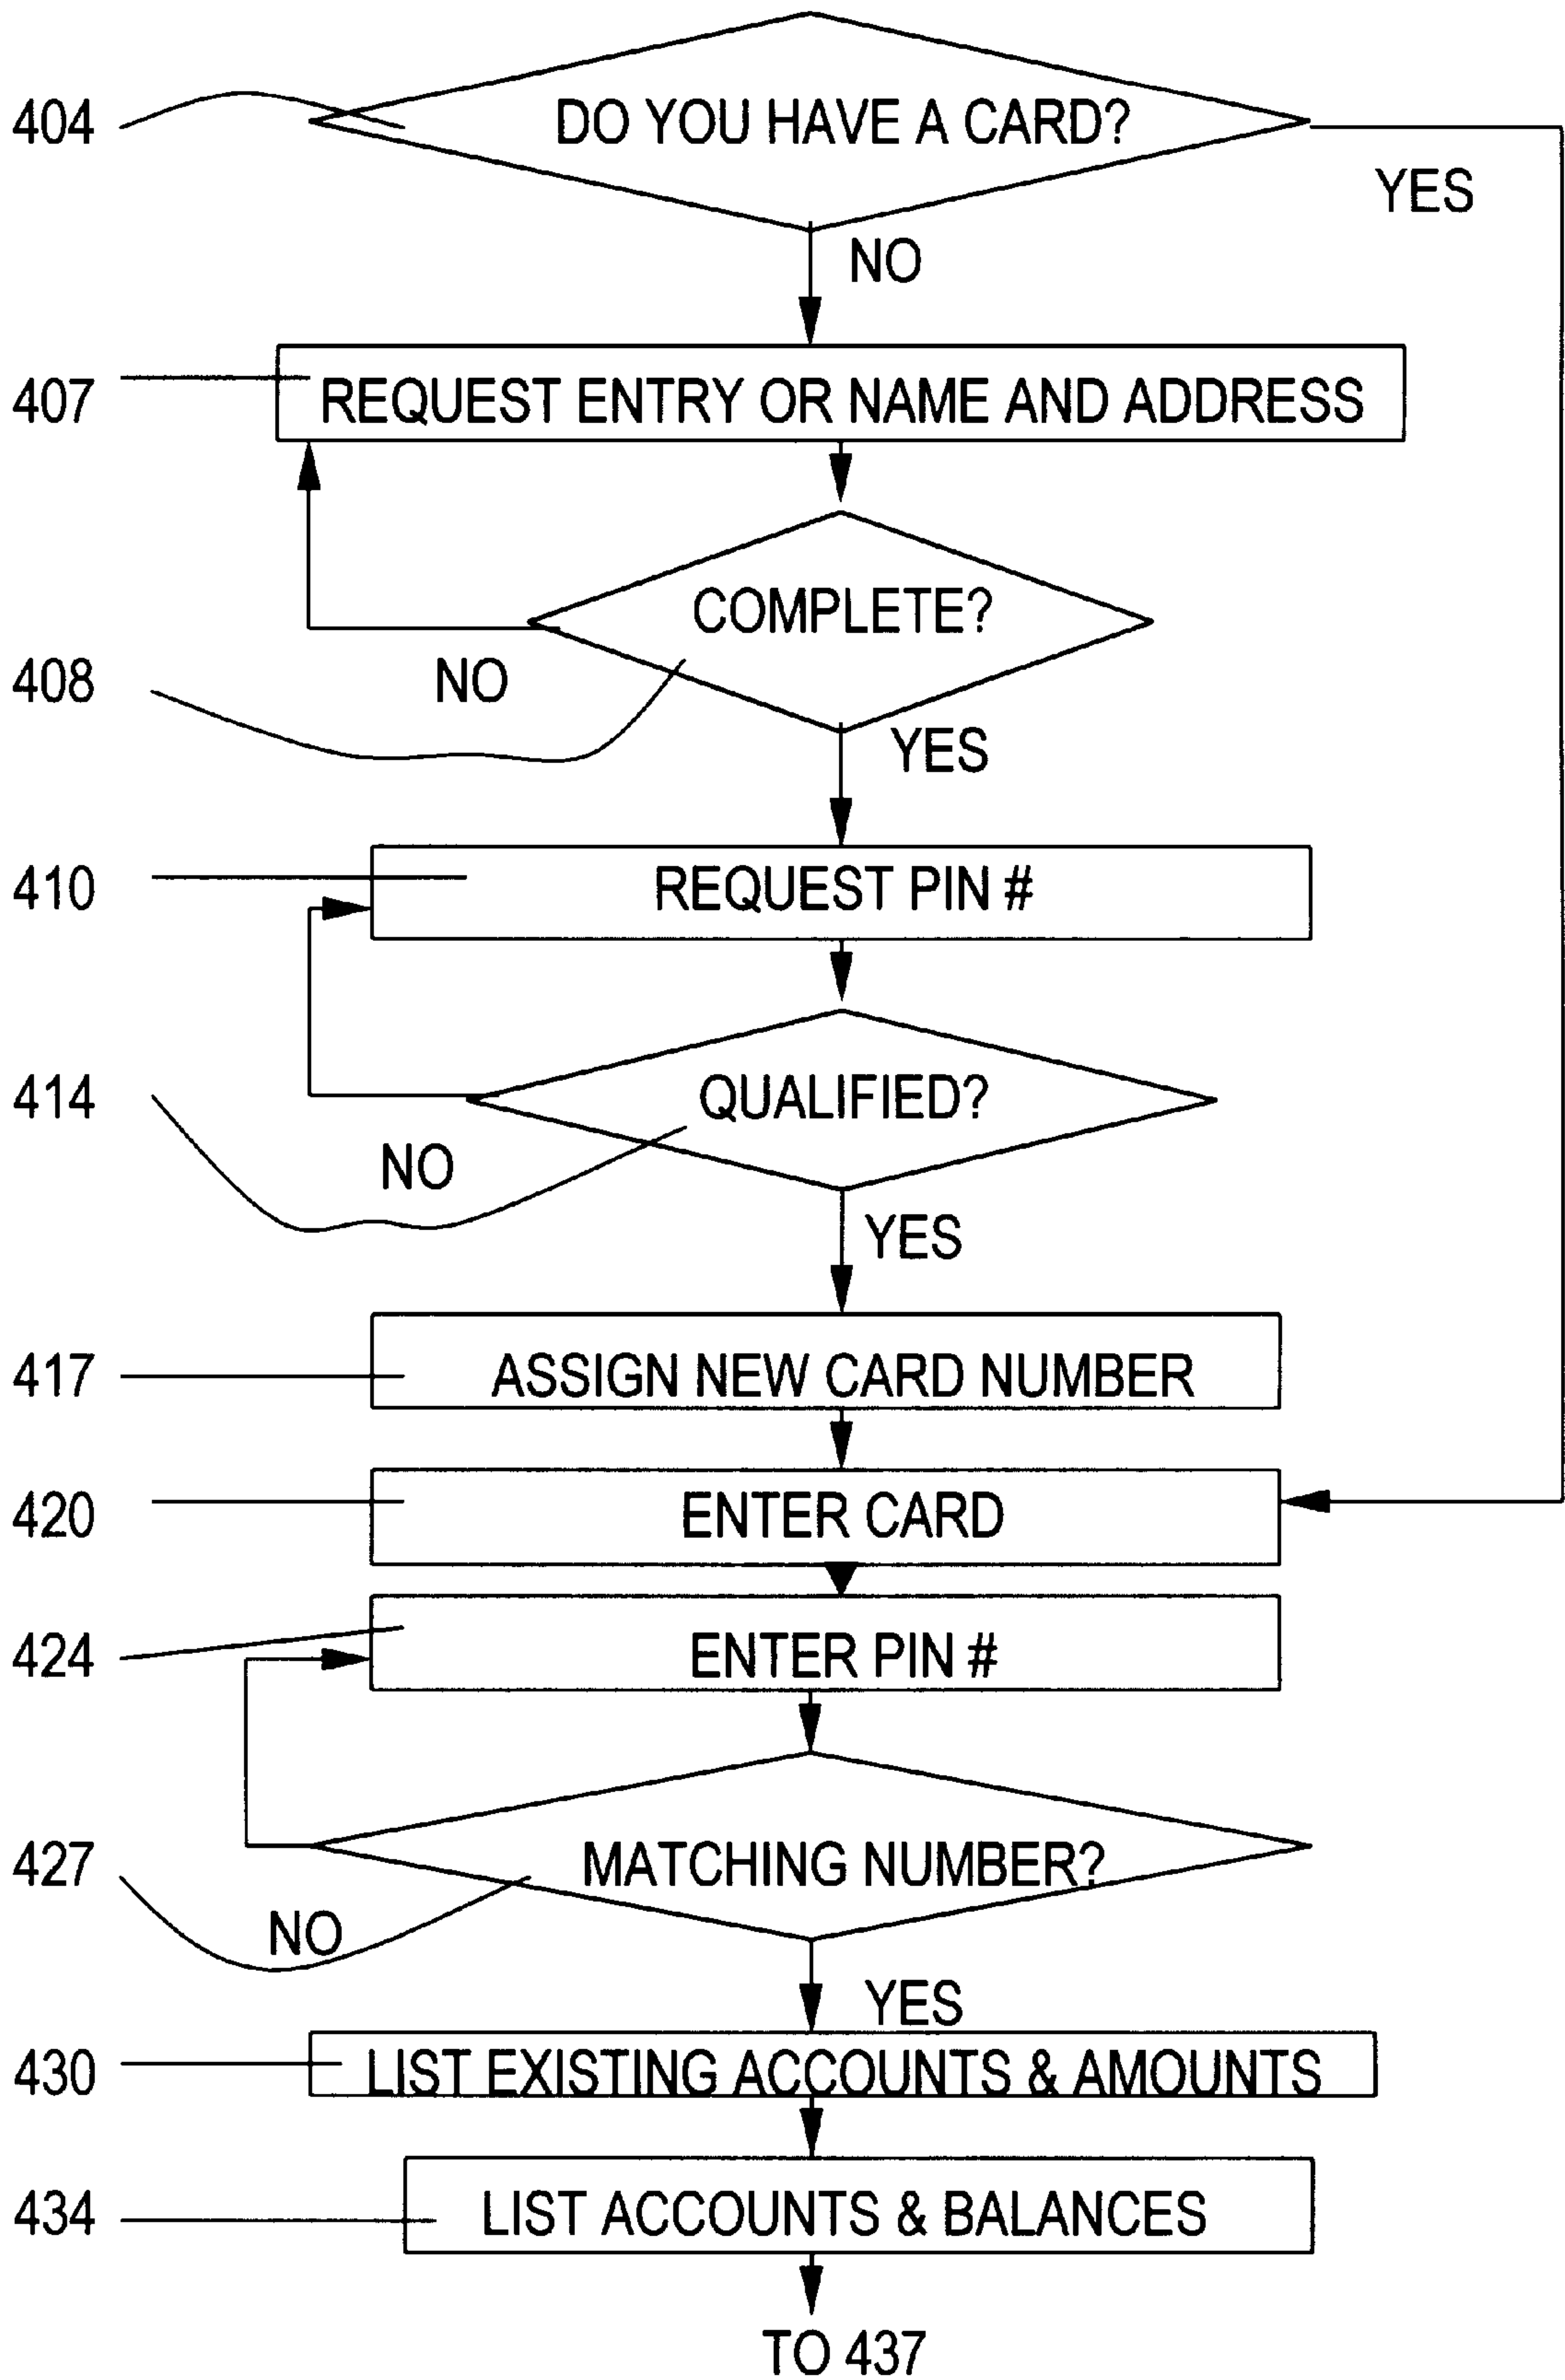 404
DO YOU HAVE A CARD?
YES
NO
407
REQUEST ENTRY OR NAME AND ADDRESS
COMPLETE?
408
NO
YES
410
REQUEST PIN #
414
QUALIFIED?
NO
YES
417
ASSIGN NEW CARD NUMBER
420
ENTER CARD
424
ENTER PIN #
427
MATCHING NUMBER?
NO
YES
430
LIST EXISTING ACCOUNTS & AMOUNTS
434
LIST ACCOUNTS & BALANCES
TO 437